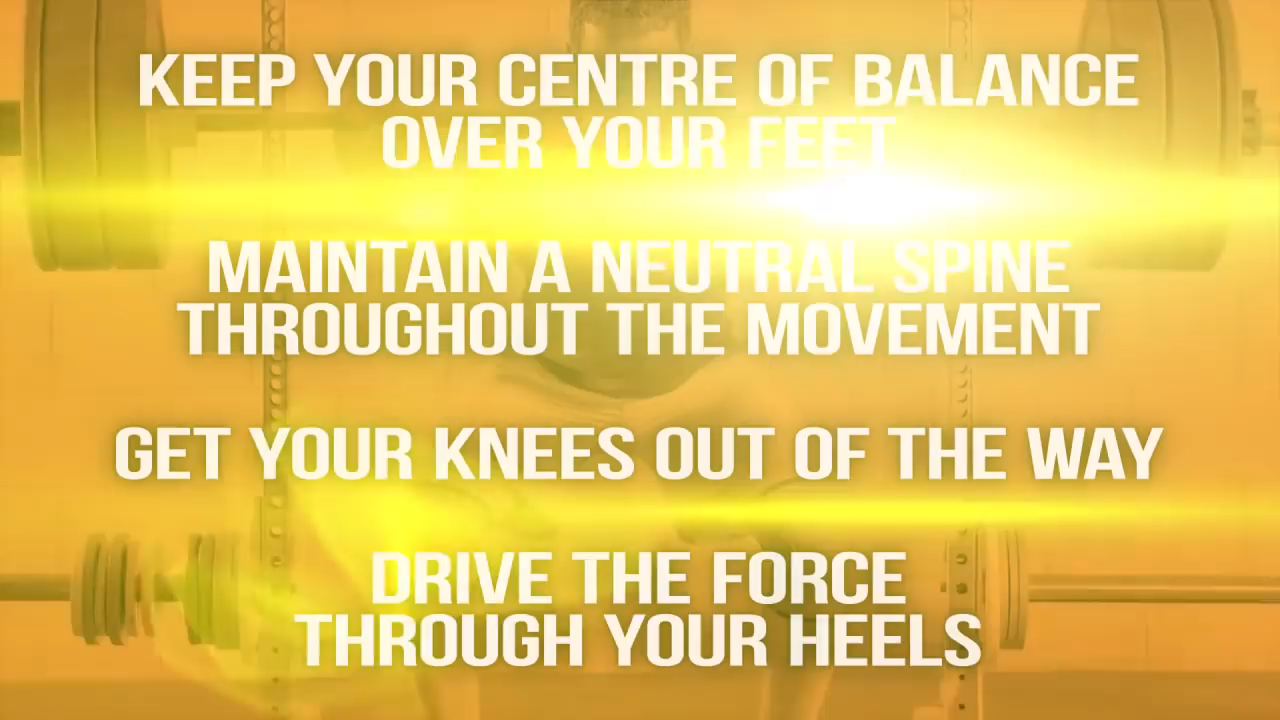 KEEP YOUR CENTRE OF BALANCE
OVER YOUR FEET
MAINTAIN A NEUTRAL SPINE
THROUGHOUT THE MOVEMENT
GET YOUR KNEES OUT OF THE WAY
DRIVE THE FORCE
THROUGH YOUR HEELS